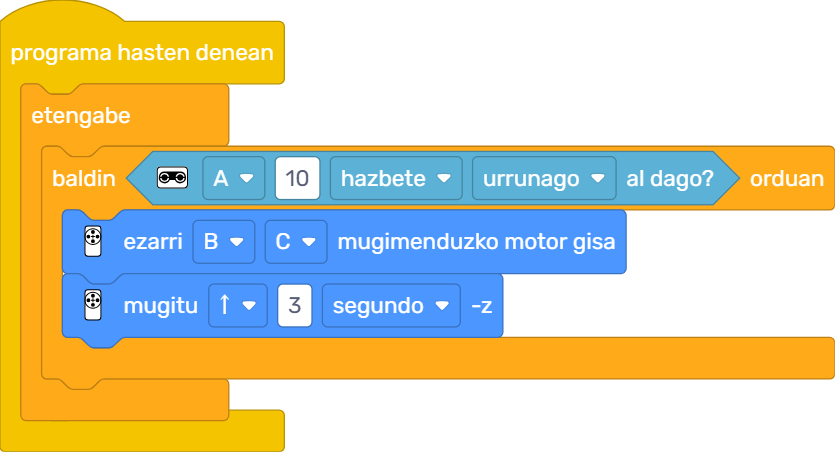 programa hasten denean
etengabe
baldin A 10 hazbete urrunago al dago? orduan
ezarri B C mugimenduzko motor gisa
mugitu ↑ 3 segundo -z